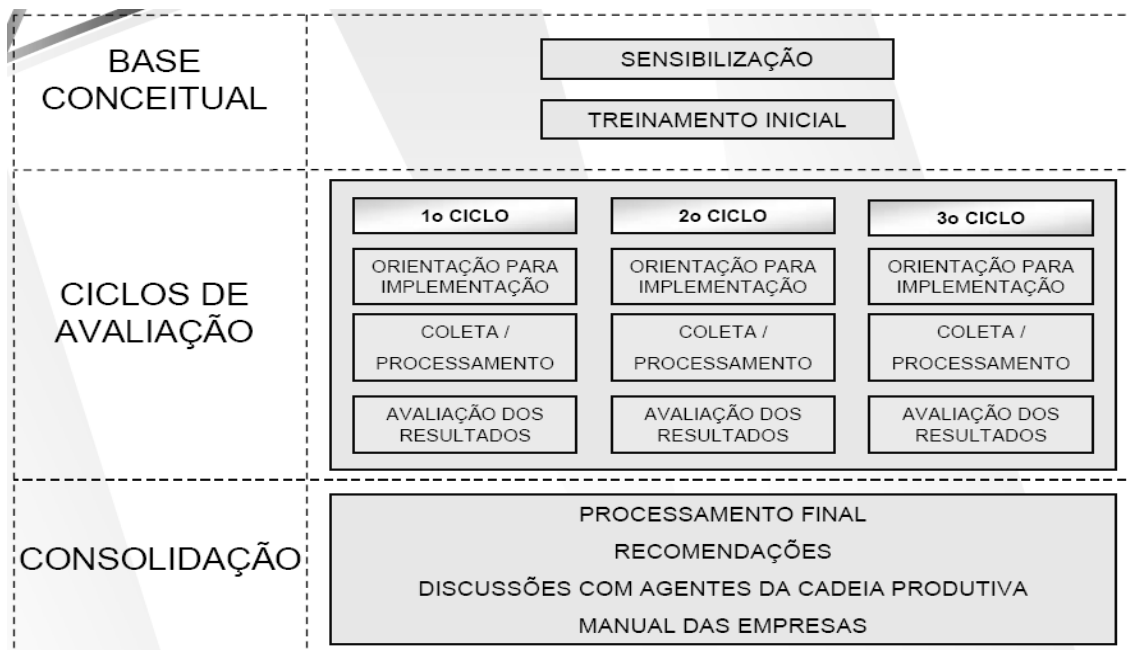 BASE
CONCEITUAL
SENSIBILIZAÇÃO
TREINAMENTO INICIAL
CICLOS DE
AVALIAÇÃO
1o CICLO
ORIENTAÇÃO PARA
IMPLEMENTAÇÃO
COLETA /
PROCESSAMENTO
AVALIAÇÃO DOS
RESULTADOS
2o CICLO
ORIENTAÇÃO PARA
IMPLEMENTAÇÃO
COLETA /
PROCESSAMENTO
AVALIAÇÃO DOS
RESULTADOS
3o CICLO
ORIENTAÇÃO PARA
IMPLEMENTAÇÃO
COLETA /
PROCESSAMENTO
AVALIAÇÃO DOS
RESULTADOS
CONSOLIDAÇÃO
PROCESSAMENTO FINAL
RECOMENDAÇÕES
DISCUSSÕES COM AGENTES DA CADEIA PRODUTIVA
MANUAL DAS EMPRESAS